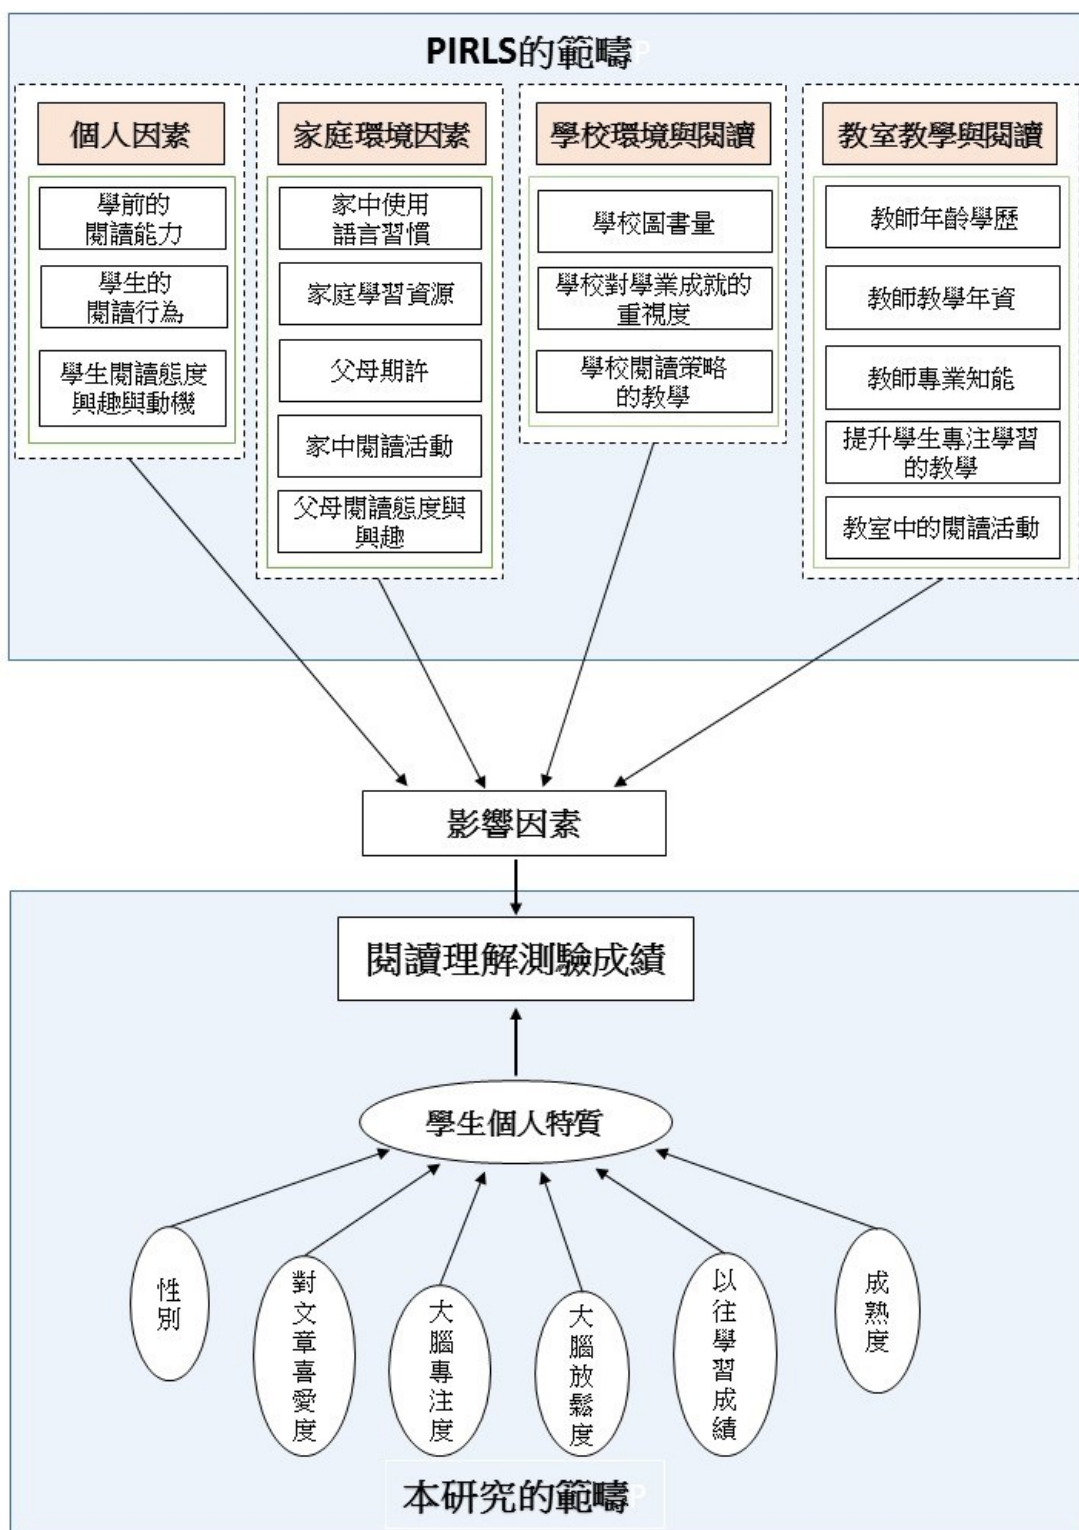 PIRLS的範疇
個人因素
學前的
閱讀能力
學生的
閱讀行為
學生閱讀態度
興趣與動機
家庭環境因素
家中使用
語言習慣
家庭學習資源
父母期許
家中閱讀活動
父母閱讀態度與
興趣
學校環境與閱讀
學校圖書量
學校對學業成就的
重視度
學校閱讀策略
的教學
教室教學與閱讀
教師年齡學歷
教師教學年資
教師專業知能
提升學生專注學習
的教學
教室中的閱讀活動
影響因素
閱讀理解測驗成績
學生個人特質
性別
對文章喜愛度
大腦專注度
大腦放鬆度
以往學習成績
成熟度
本研究的範疇